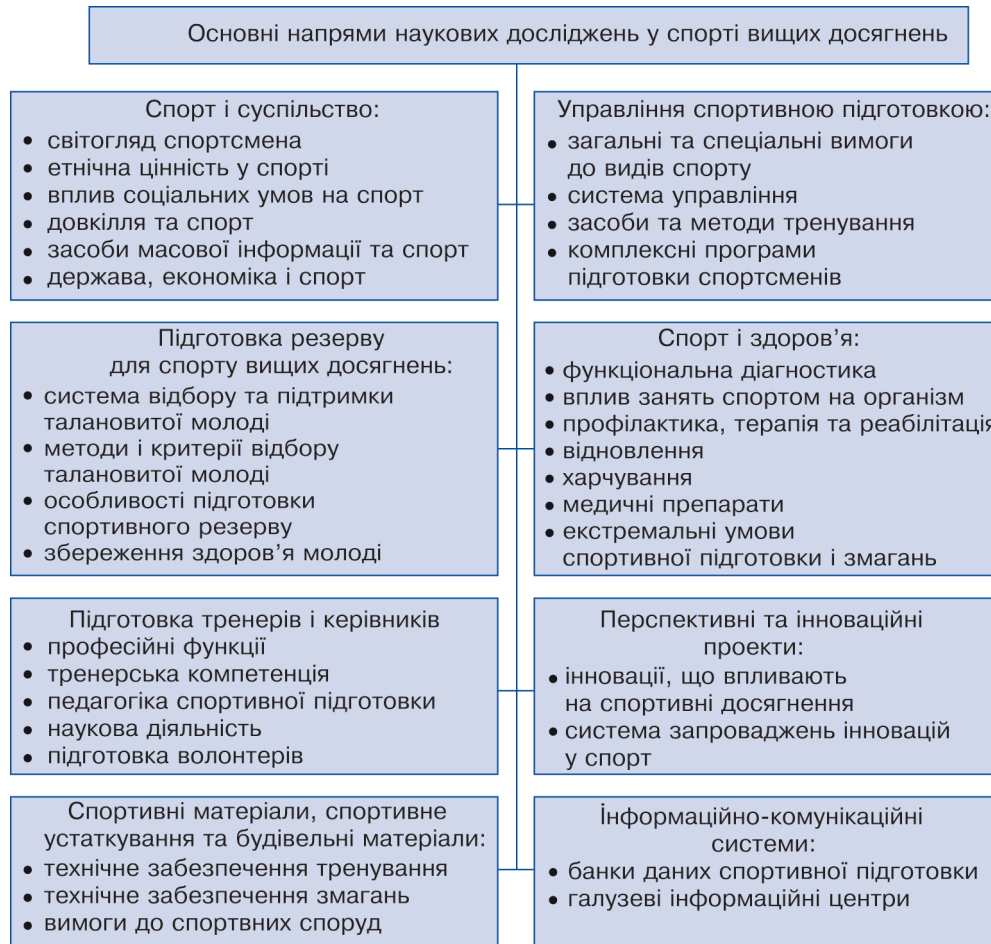 Основні напрями наукових досліджень у спорті вищих досягнень
Спорт і суспільство:
• світогляд спортсмена
• етнічна цінність у спорті
• вплив соціальних умов на спорт
• довкілля та спорт
• засоби масової інформації та спорт
• держава, економіка і спорт
Управління спортивною підготовкою:
• загальні та спеціальні вимоги
до видів спорту
• система управління
• засоби та методи тренування
• комплексні програми
підготовки спортсменів
Підготовка резерву
для спорту вищих досягнень:
• система відбору та підтримки
талановитої молоді
• методи і критерії відбору
талановитої молоді
• особливості підготовки
спортивного резерву
• збереження здоров’я молоді
Спорт і здоров’я:
• функціональна діагностика
• вплив занять спортом на організм
• профілактика, терапія та реабілітація
• відновлення
• харчування
• медичні препарати
• екстремальні умови
спортивної підготовки і змагань
Підготовка тренерів і керівників
• професійні функції
• тренерська компетенція
• педагогіка спортивної підготовки
• наукова діяльність
• підготовка волонтерів
Перспективні та інноваційні
проекти:
• інновації, що впливають
на спортивні досягнення
• система запроваджень інновацій
у спорт
Спортивні матеріали, спортивне
устаткування та будівельні матеріали:
• технічне забезпечення тренування
• технічне забезпечення змагань
• вимоги до спортвних споруд
Інформаційно-комунікаційні
системи:
• банки даних спортивної підготовки
• галузеві інформаційні центри